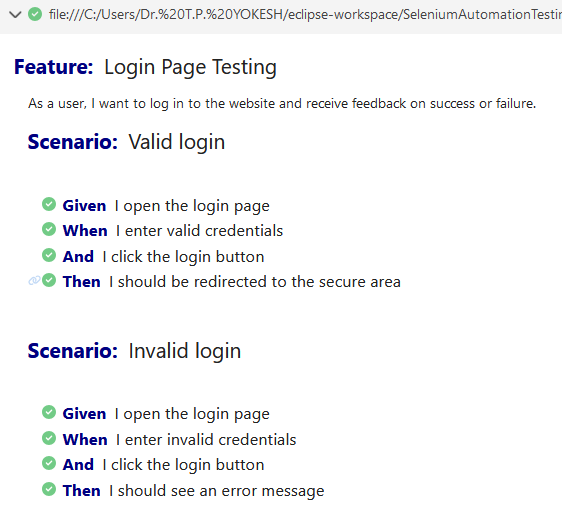 file:///C:/Users/Dr.%20T.P.%20YOKESH/eclipse-workspace/SeleniumAutomationTestin
Feature: Login Page Testing
As a user, I want to log in to the website and receive feedback on success or failure.
Scenario: Valid login
Given I open the login page
When I enter valid credentials
And I click the login button
Then I should be redirected to the secure area
Scenario: Invalid login
Given I open the login page
When I enter invalid credentials
And I click the login button
Then I should see an error message